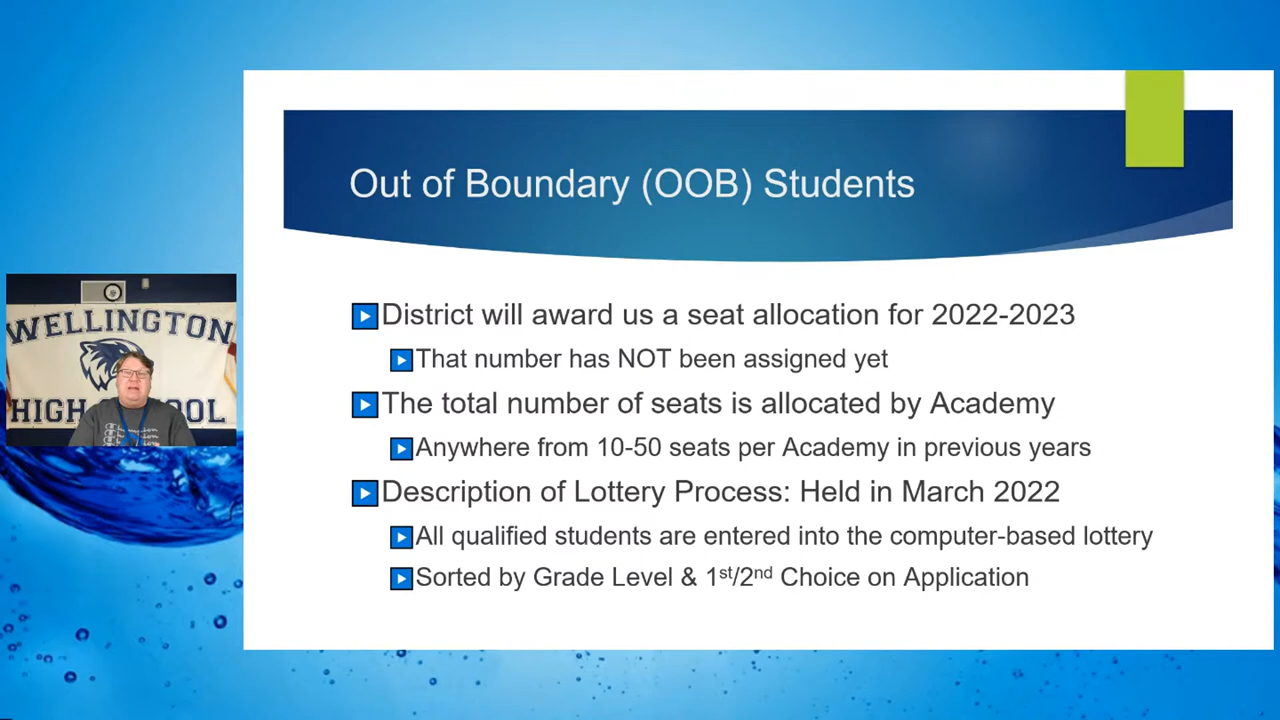 Out of Boundary (OOB) Students
WELLINGTON
HIGH SCHOOL
District will award us a seat allocation for 2022-2023
That number has NOT been assigned yet
The total number of seats is allocated by Academy
Anywhere from 10-50 seats per Academy in previous years
Description of Lottery Process: Held in March 2022
All qualified students are entered into the computer-based lottery
Sorted by Grade Level & 1st/2nd Choice on Application